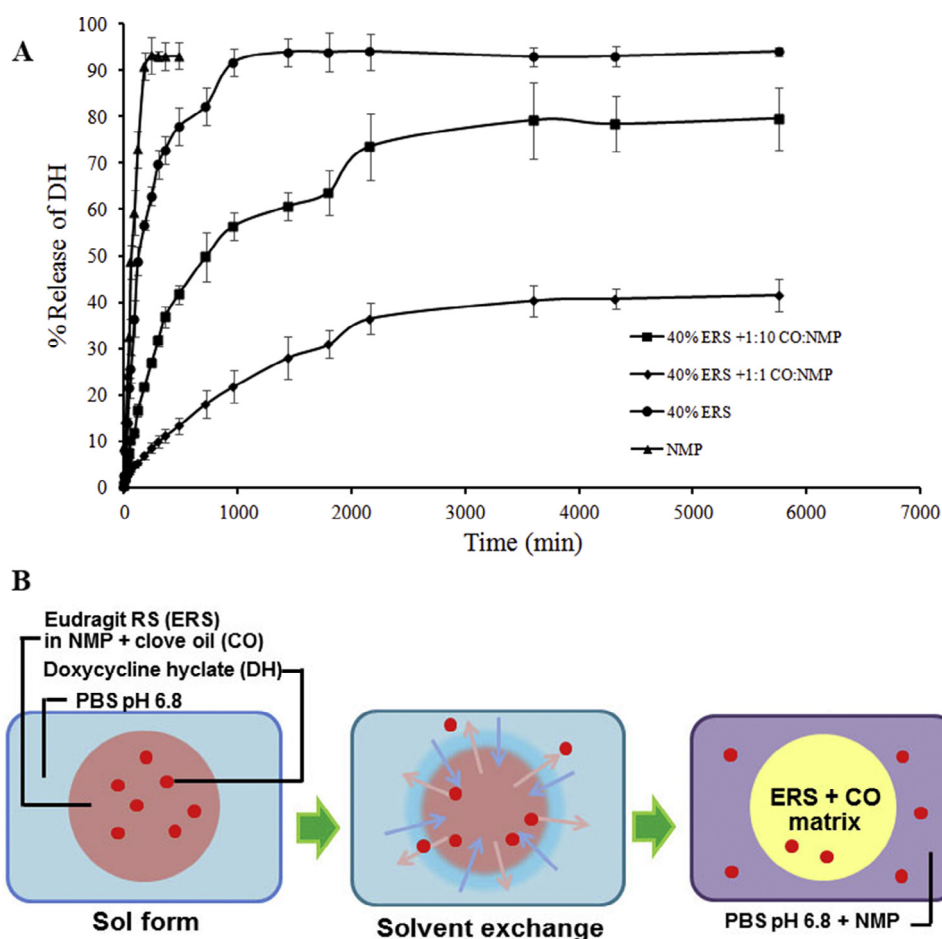 A
100
90
80
70
60
50
40
30
20
10
0
% Release of DH
0 1000 2000 3000 4000 5000 6000 7000
Time (min)
40% ERS +1:10 CO:NMP
40% ERS +1:1 CO:NMP
40% ERS
NMP
B
Eudragit RS (ERS)
in NMP + clove oil (CO)
Doxycycline hyclate (DH)
PBS pH 6.8
Sol form
Solvent exchange
ERS + CO
matrix
PBS pH 6.8 + NMP